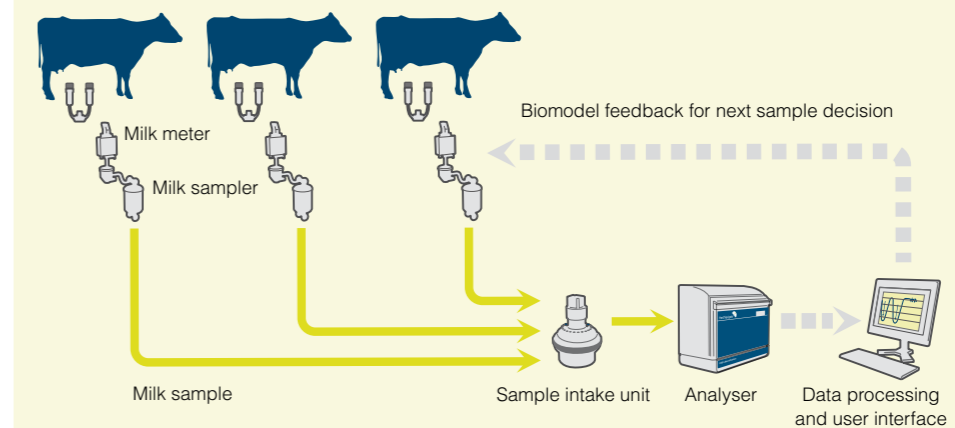 Biomodel feedback for next sample decision
Milk meter
Milk sampler
Milk sample
Sample intake unit
Analyser
Data processing
and user interface